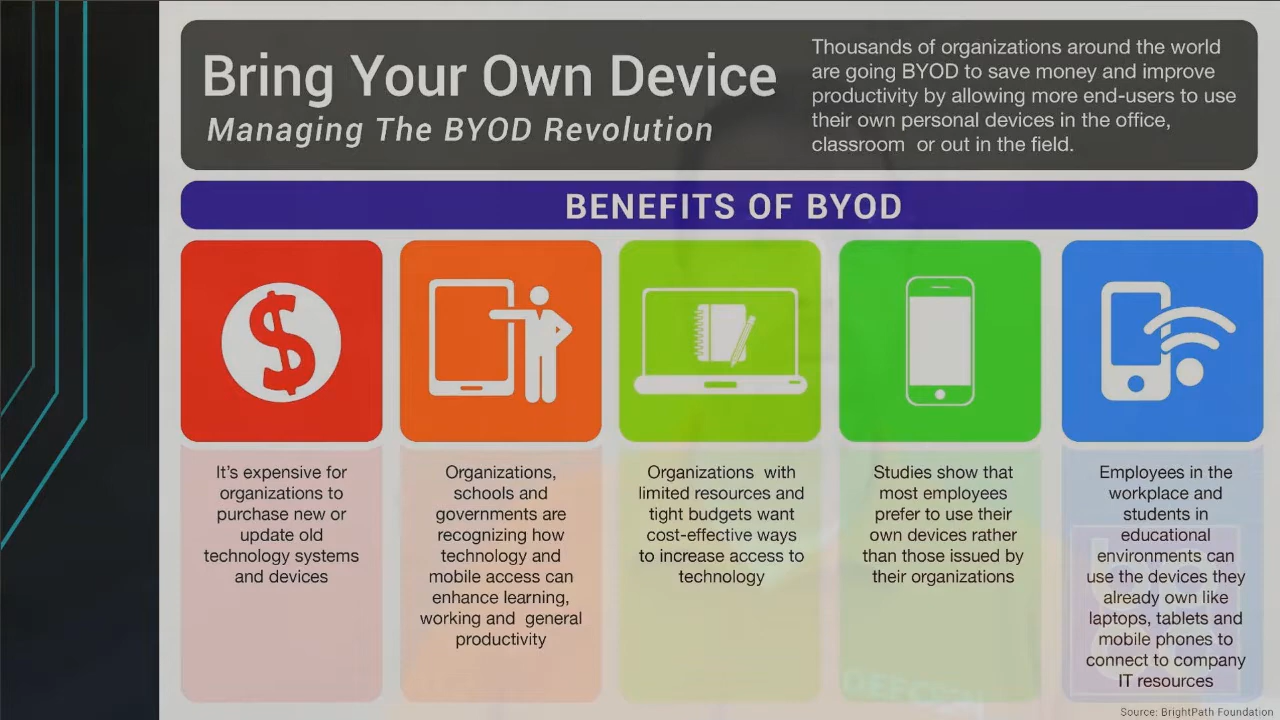 Bring Your Own Device
Managing The BYOD Revolution
Thousands of organizations around the world
are going BYOD to save money and improve
productivity by allowing more end-users to use
their own personal devices in the office,
classroom or out in the field.
BENEFITS OF BYOD
$
It's expensive for
organizations to
purchase new or
update old
technology systems
and devices
Organizations,
schools and
governments are
recognizing how
technology and
mobile access can
enhance learning,
working and general
productivity
Organizations with
limited resources and
tight budgets want
cost-effective ways
to increase access to
technology
Studies show that
most employees
prefer to use their
own devices rather
than those issued by
their organizations
Employees in the
workplace and
students in
educational
environments can
use the devices they
already own like
laptops, tablets and
mobile phones to
connect to company
IT resources
Source: BrightPath Foundation